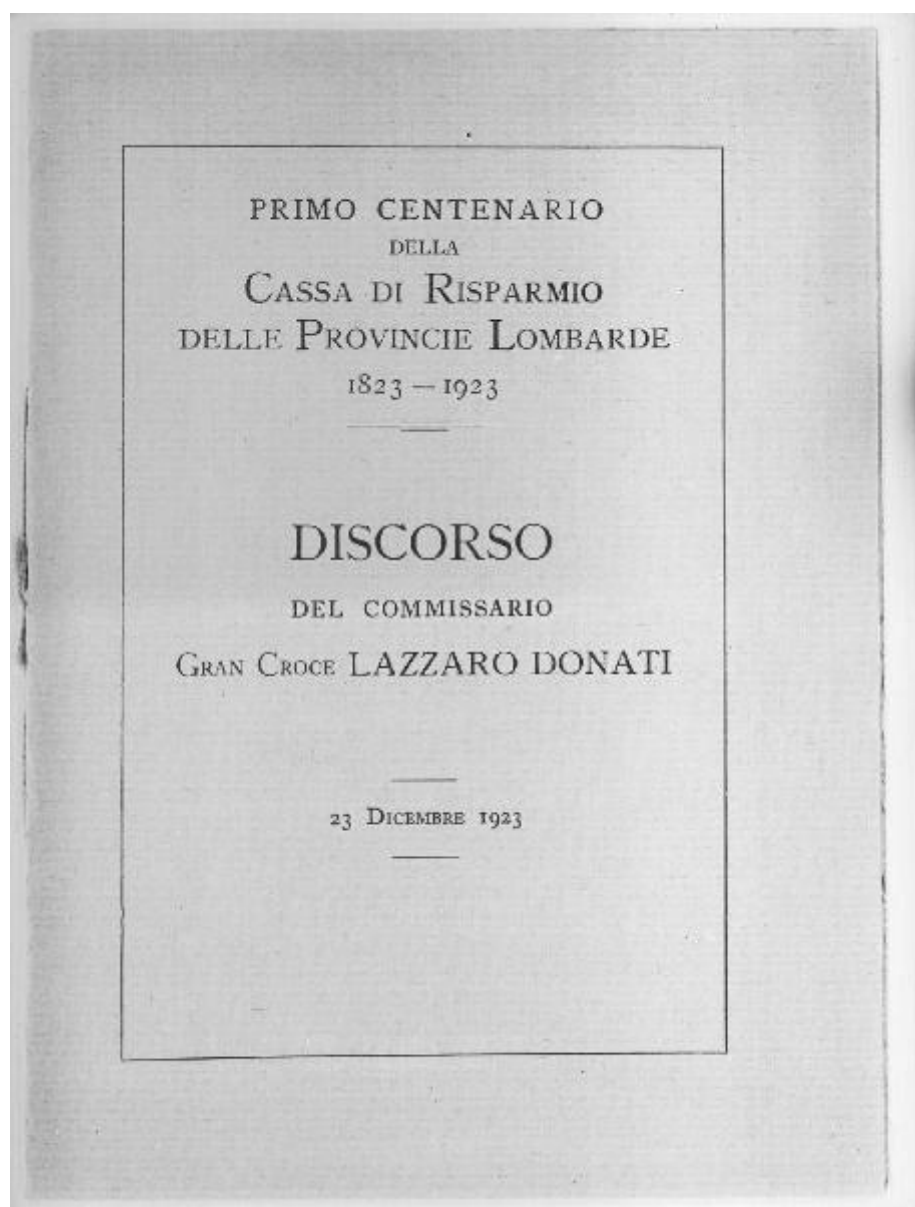 PRIMO CENTENARIO
DELLA
CASSA DI RISPARMIO
DELLE PROVINCIE LOMBARDE
1823 — 1923
DISCORSO
DEL COMMISSARIO
GRAN CROCE LAZZARO DONATI
23 DICEMBRE 1923